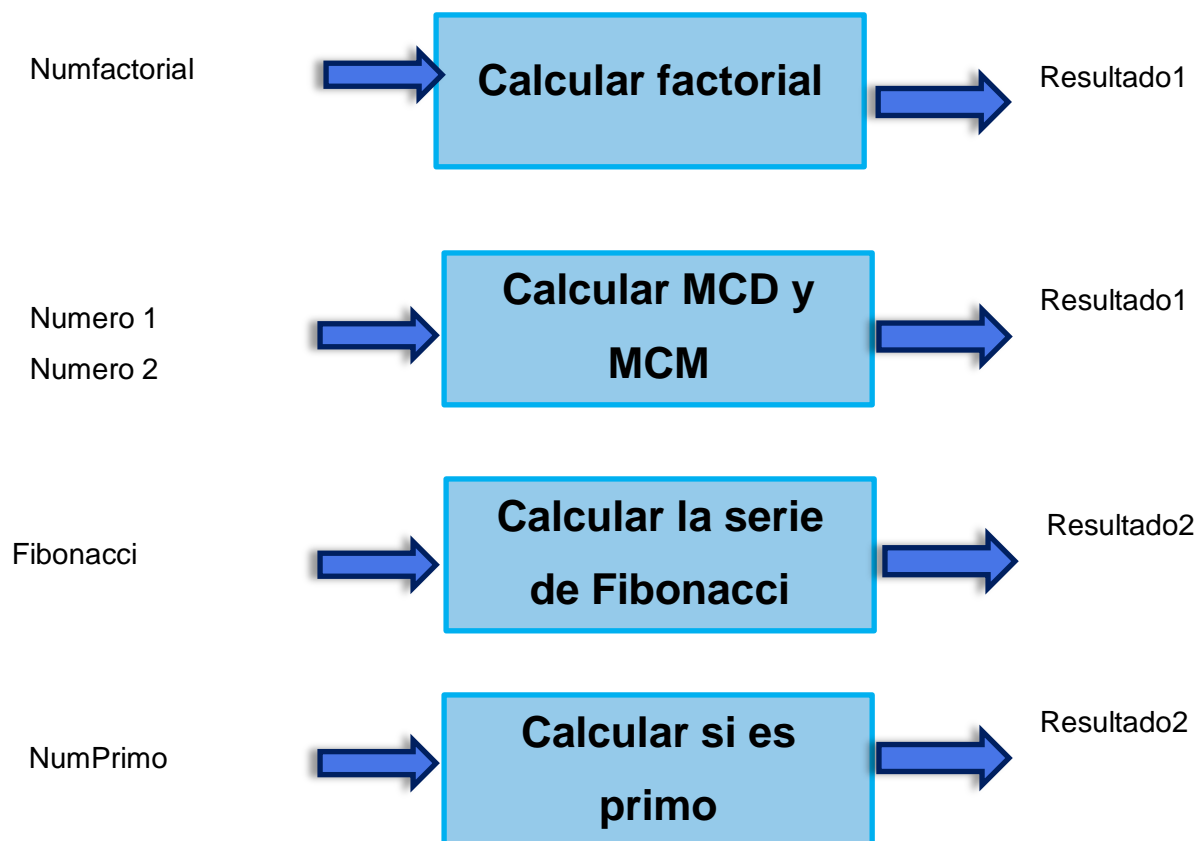 Numfactorial
Calcular factorial
Resultado1
Numero 1
Numero 2
Calcular MCD y
MCM
Resultado1
Fibonacci
Calcular la serie
de Fibonacci
Resultado2
NumPrimo
Calcular si es
primo
Resultado2